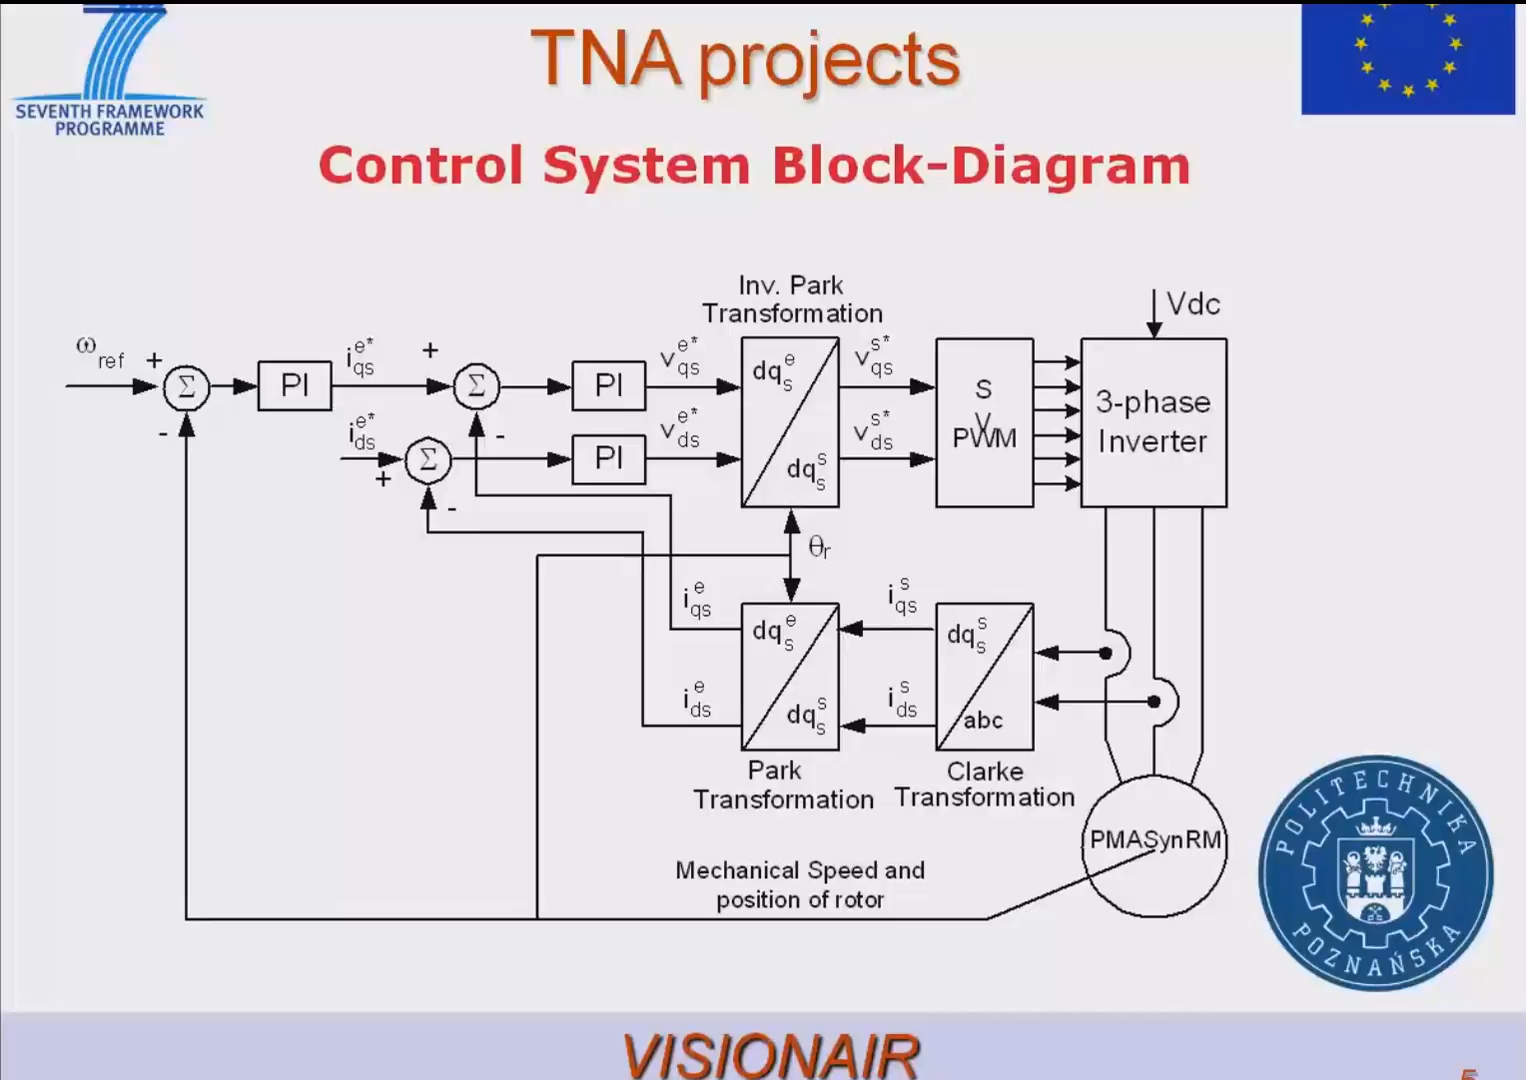 TNA projects
SEVENTH FRAMEWORK
PROGRAMME
Control System Block-Diagram
Inv. Park
Transformation
Vdc
ω ref
+
Σ
-
PI
i e* qs
+
Σ
-
PI
v e* qs
i e* ds
+
Σ
-
PI
v e* ds
dq e s
dq s s
v s* qs
v s* ds
S
V
PWM
3-phase
Inverter
θr
i e qs
i e ds
dq e s
dq s s
i s qs
i s ds
dq s s
abc
Park
Transformation
Clarke
Transformation
PMASynRM
Mechanical Speed and
position of rotor
POLITECHNIKA
POZNAŃSKA
VISIONAIR
5